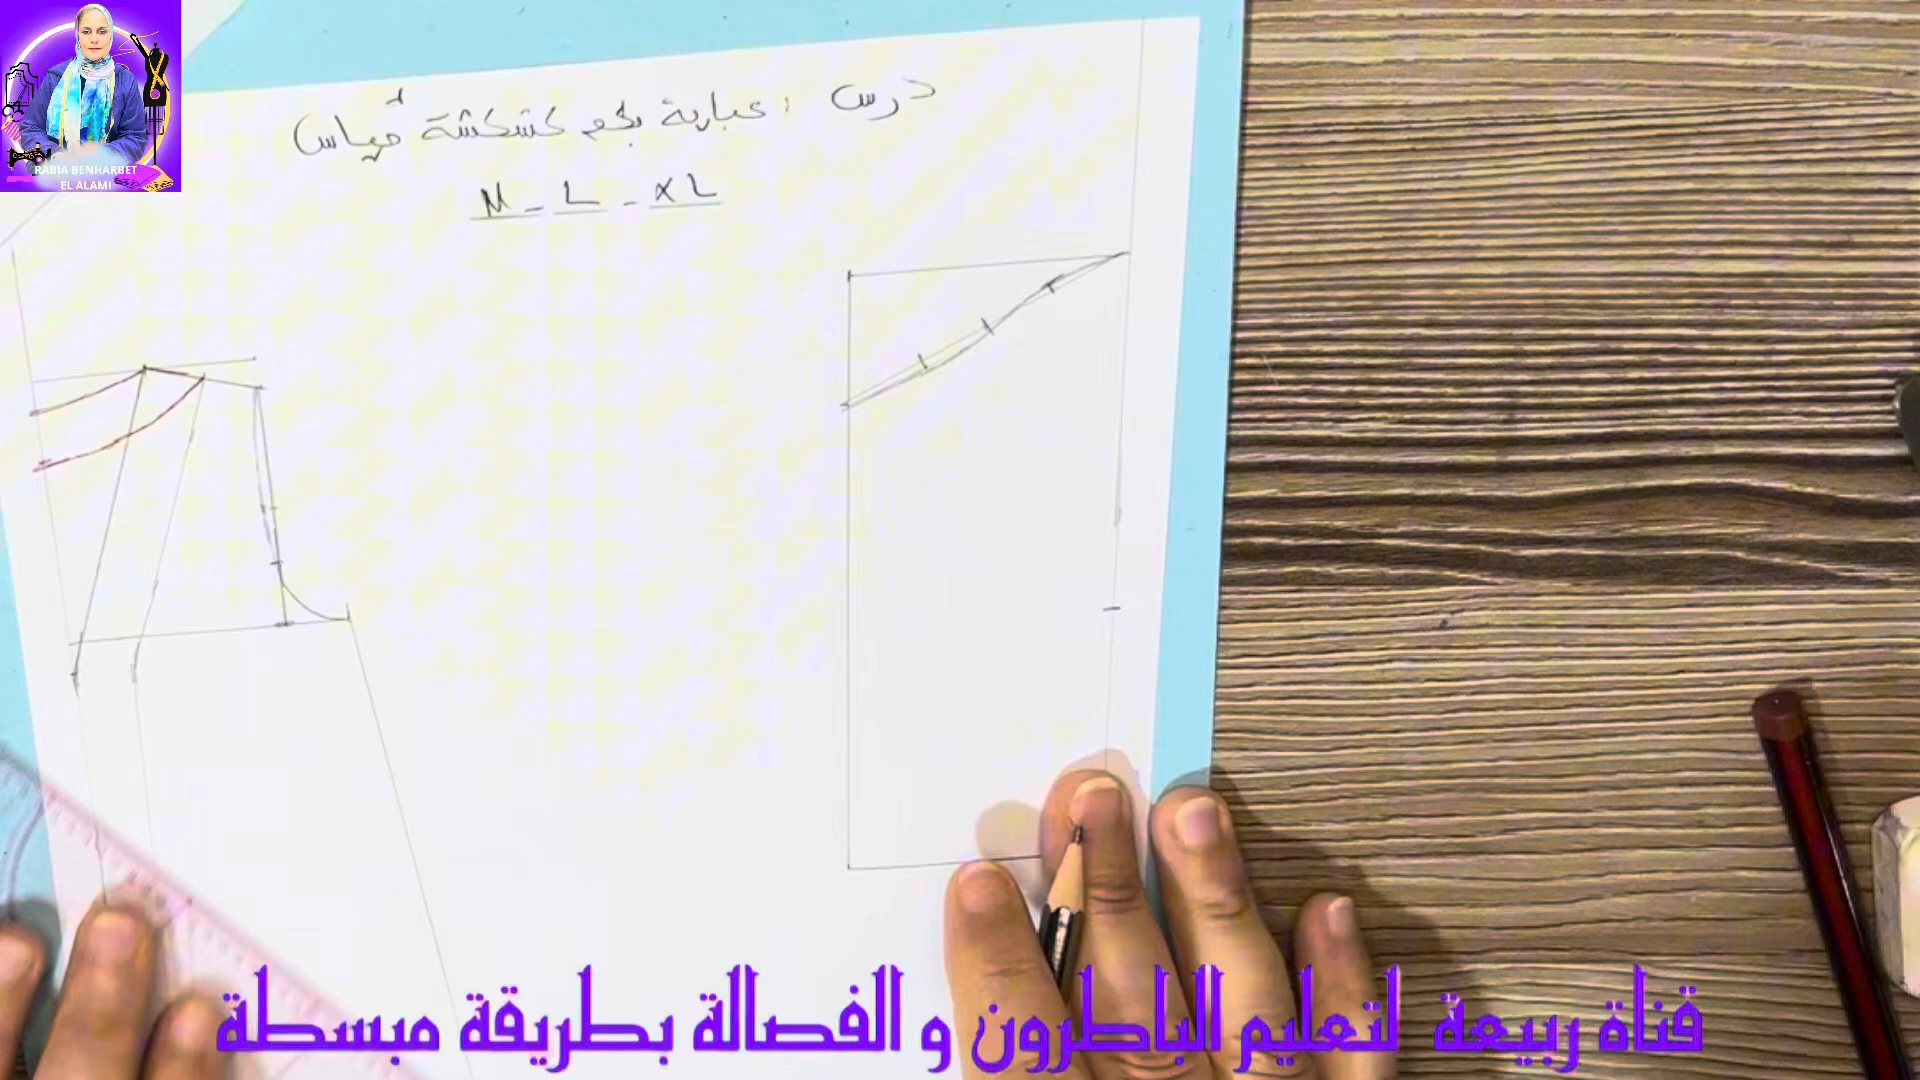 درس : عباية بكم كشكشة قياس
M - L - XL
RABIA BENHARBET
EL ALAMI
قناة ربيعة لتعليم الباطرون و الفصالة بطريقة مبسطة